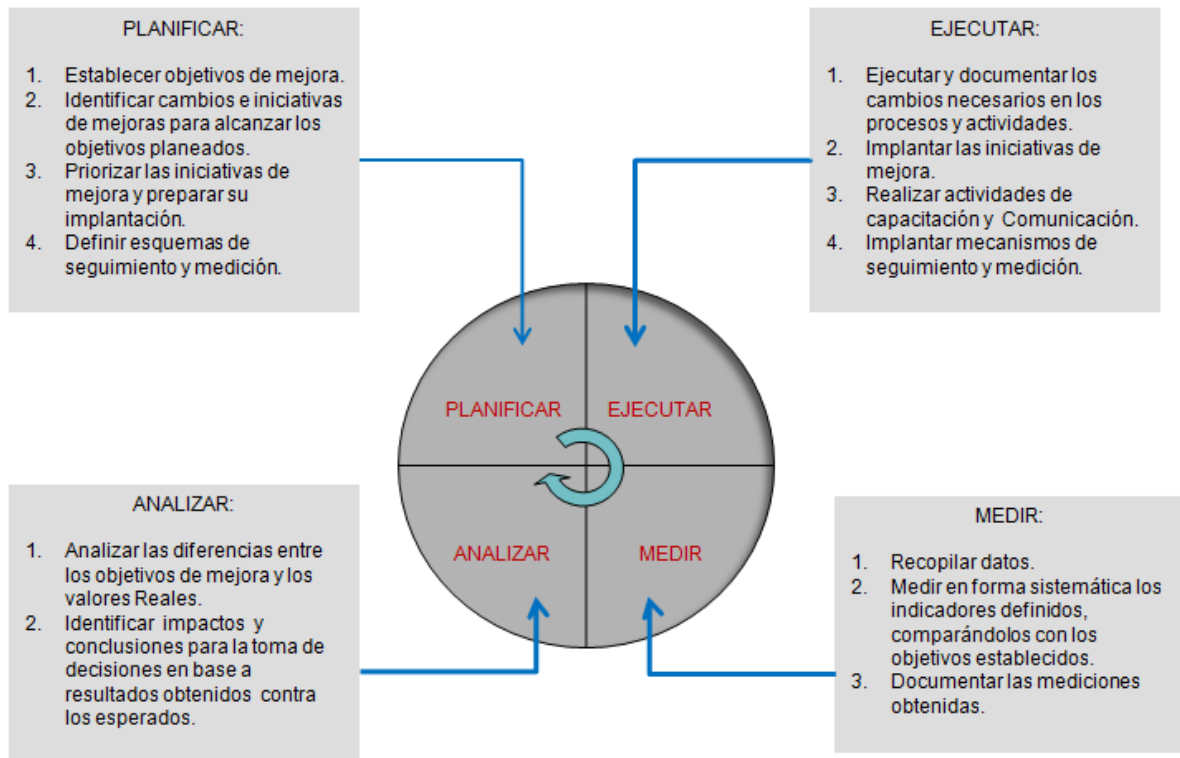 PLANIFICAR:
1. Establecer objetivos de mejora.
2. Identificar cambios e iniciativas
de mejoras para alcanzar los
objetivos planeados.
3. Priorizar las iniciativas de
mejora y preparar su
implantación.
4. Definir esquemas de
seguimiento y medición.
EJECUTAR:
1. Ejecutar y documentar los
cambios necesarios en los
procesos y actividades.
2. Implantar las iniciativas de
mejora.
3. Realizar actividades de
capacitación y Comunicación.
4. Implantar mecanismos de
seguimiento y medición.
PLANIFICAR
EJECUTAR
ANALIZAR
MEDIR
ANALIZAR:
1. Analizar las diferencias entre
los objetivos de mejora y los
valores Reales.
2. Identificar impactos y
conclusiones para la toma de
decisiones en base a
resultados obtenidos contra
los esperados.
MEDIR:
1. Recopilar datos.
2. Medir en forma sistemática los
indicadores definidos,
comparándolos con los
objetivos establecidos.
3. Documentar las mediciones
obtenidas.